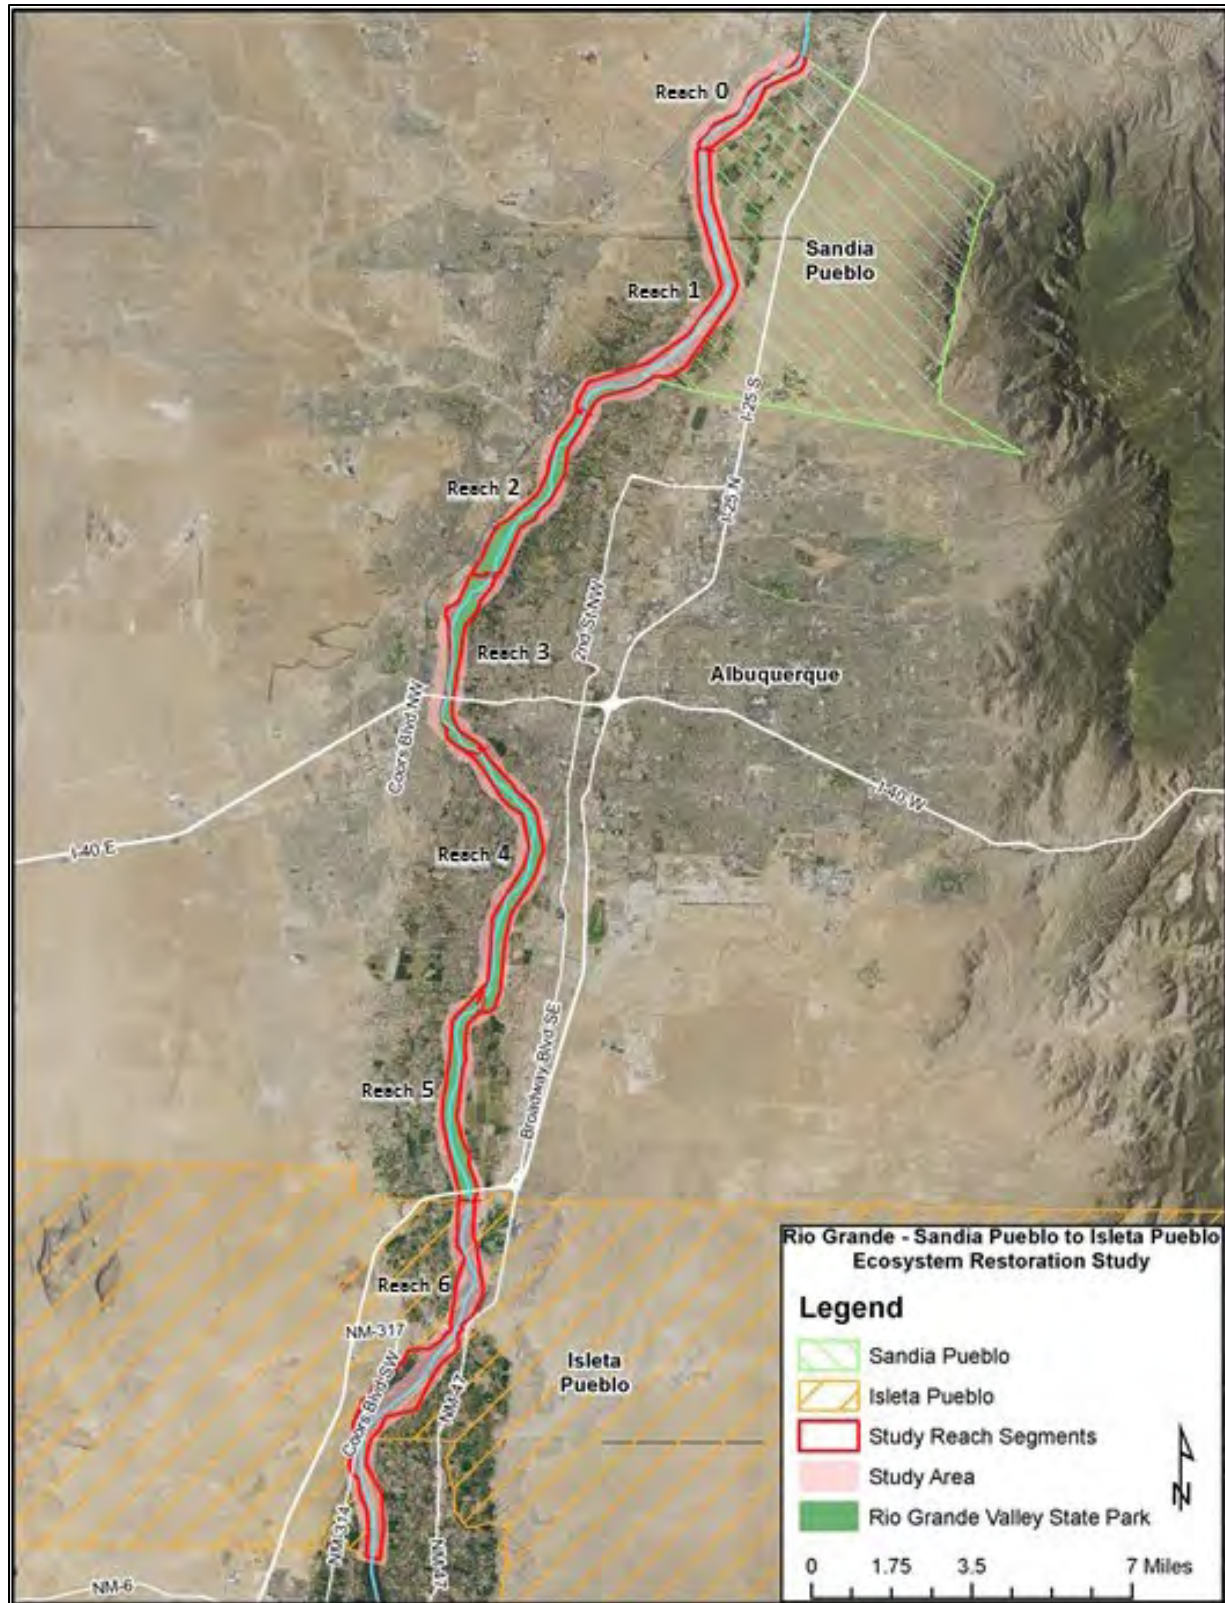 Reach 0
Sandia
Pueblo
Reach 1
I-25 S
Reach 2
I-25 N
2nd St NW
Reach 3
Albuquerque
Coors Blvd NW
I-40 W
I-40 E
Reach 4
Broadway Blvd SE
Reach 5
Reach 6
NM-317
Isleta
Pueblo
Coors Blvd SW
NM-47
NM-314
NM-47
NM-6
Rio Grande - Sandia Pueblo to Isleta Pueblo
Ecosystem Restoration Study
Legend
Sandia Pueblo
Isleta Pueblo
Study Reach Segments
Study Area
Rio Grande Valley State Park
N
0 1.75 3.5 7 Miles